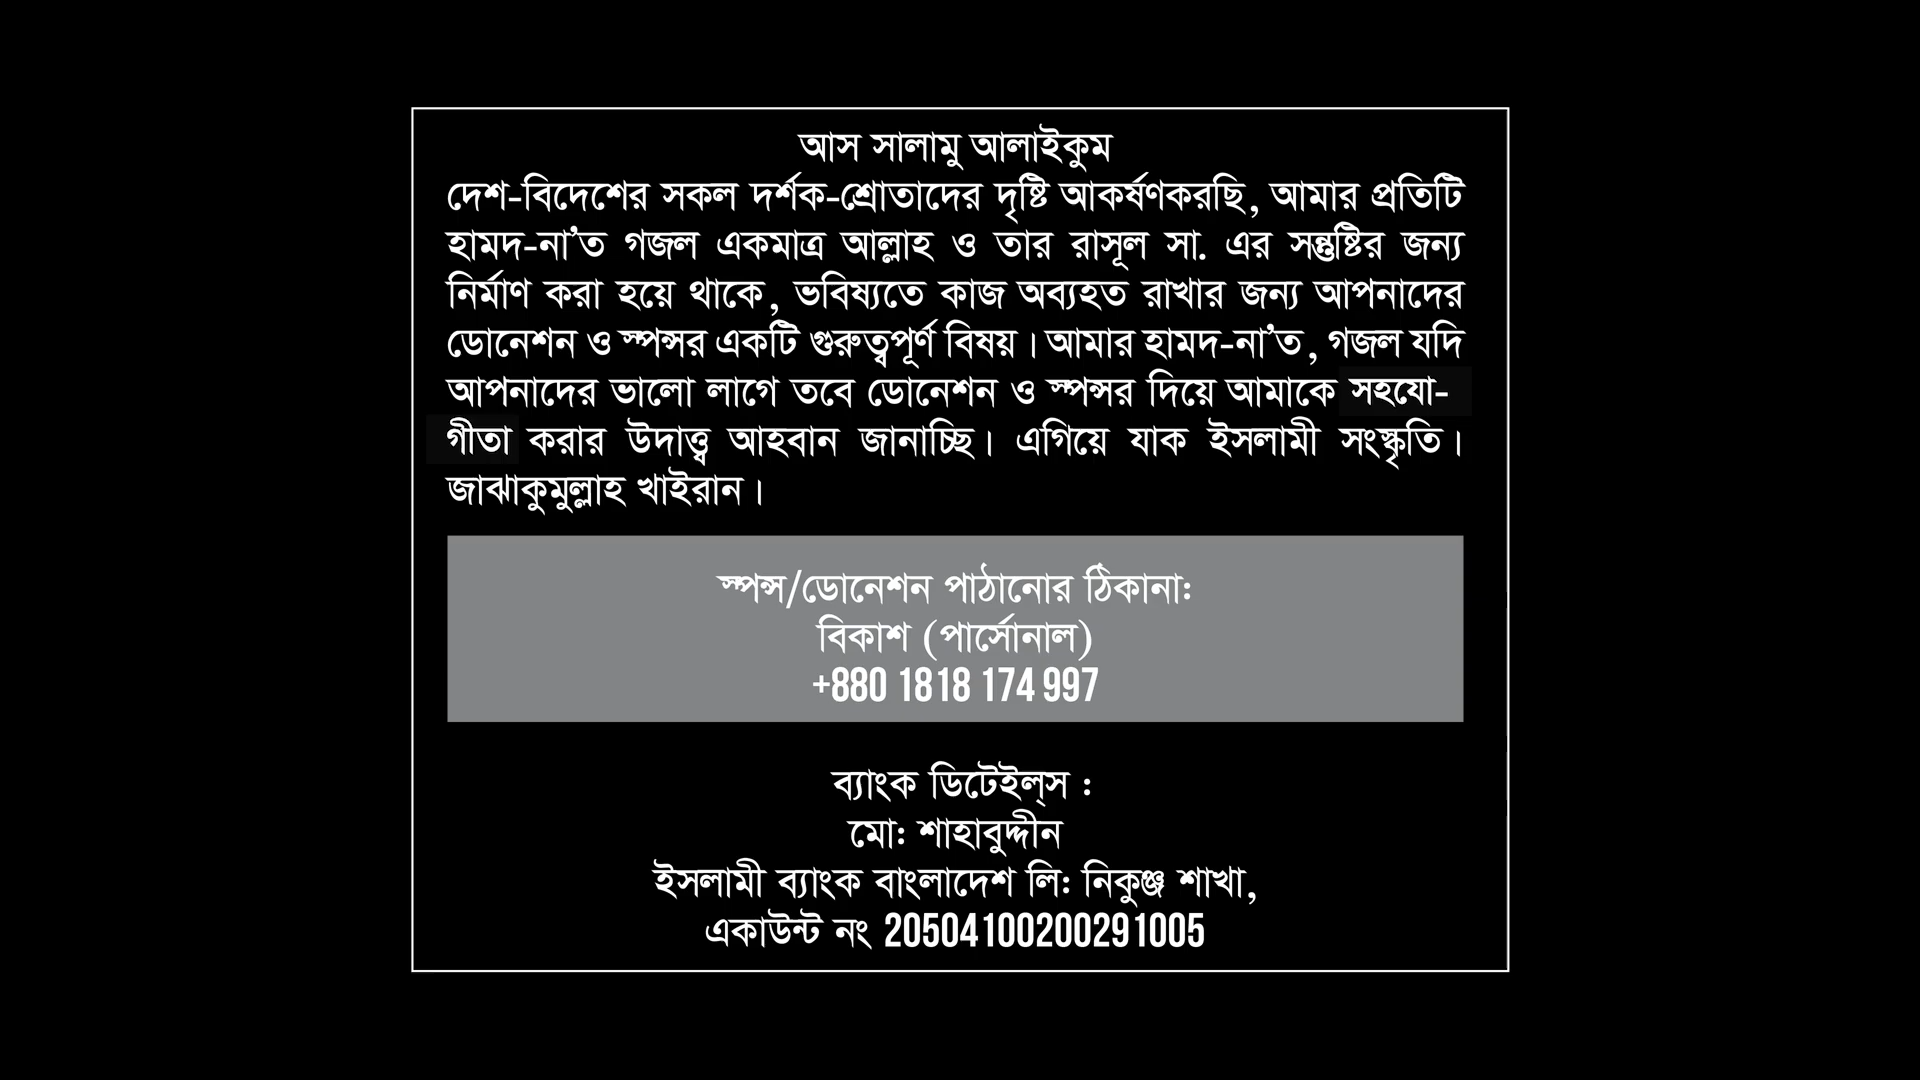 আস সালামু আলাইকুম
দেশ-বিদেশের সকল দর্শক-শ্রোতাদের দৃষ্টি আকর্ষণকরছি, আমার প্রতিটি
হামদ-না’ত গজল একমাত্র আল্লাহ ও তার রাসূল সা. এর সন্তুষ্টির জন্য
নির্মাণ করা হয়ে থাকে, ভবিষ্যতে কাজ অব্যহত রাখার জন্য আপনাদের
ডোনেশন ও স্পন্সর একটি গুরুত্বপূর্ণ বিষয়। আমার হামদ-না’ত, গজল যদি
আপনাদের ভালো লাগে তবে ডোনেশন ও স্পন্সর দিয়ে আমাকে সহযো-
গীতা করার উদাত্ত্ব আহবান জানাচ্ছি। এগিয়ে যাক ইসলামী সংস্কৃতি।
জাঝাকুমুল্লাহ খাইরান।
স্পন্স/ডোনেশন পাঠানোর ঠিকানাঃ
বিকাশ (পার্সোনাল)
+880 1818 174 997
ব্যাংক ডিটেইল্‌স :
মোঃ শাহাবুদ্দীন
ইসলামী ব্যাংক বাংলাদেশ লিঃ নিকুঞ্জ শাখা,
একাউন্ট নং 20504100200291005